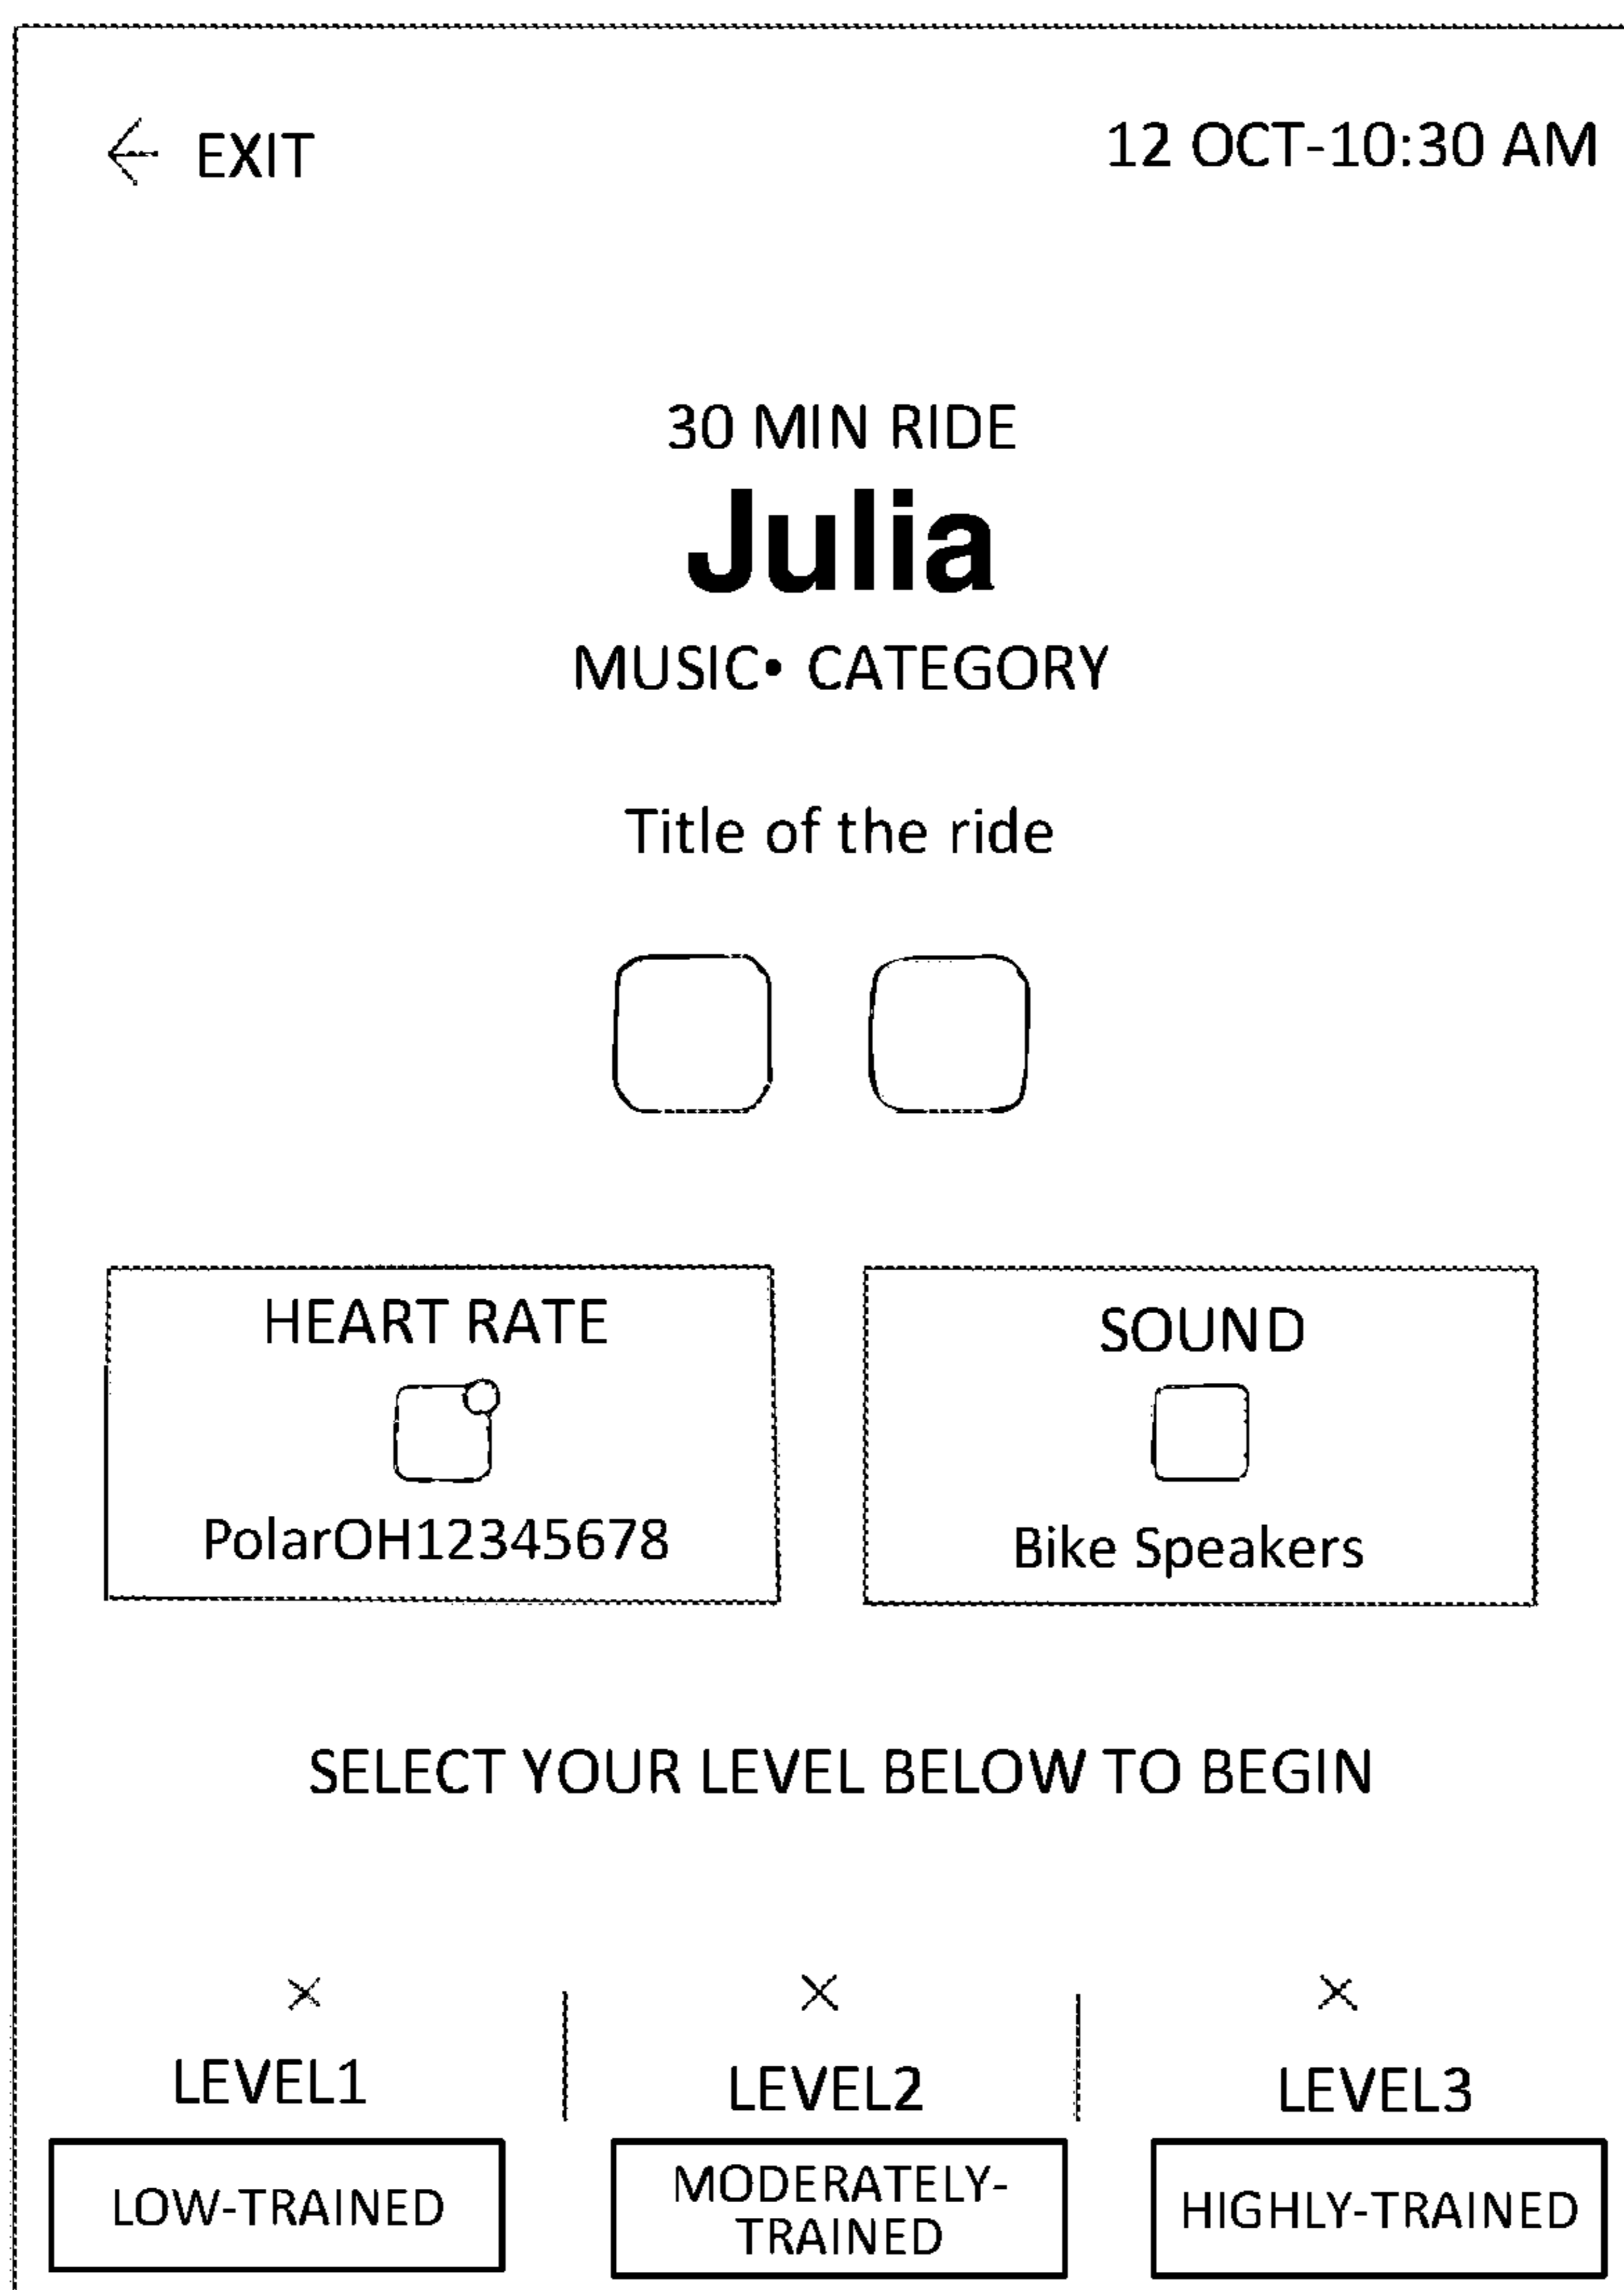 EXIT
12 OCT-10:30 AM
30 MIN RIDE
Julia
MUSIC• CATEGORY
Title of the ride
HEART RATE
PolarOH12345678
SOUND
Bike Speakers
SELECT YOUR LEVEL BELOW TO BEGIN
LEVEL1
LOW-TRAINED
LEVEL2
MODERATELY-
TRAINED
LEVEL3
HIGHLY-TRAINED